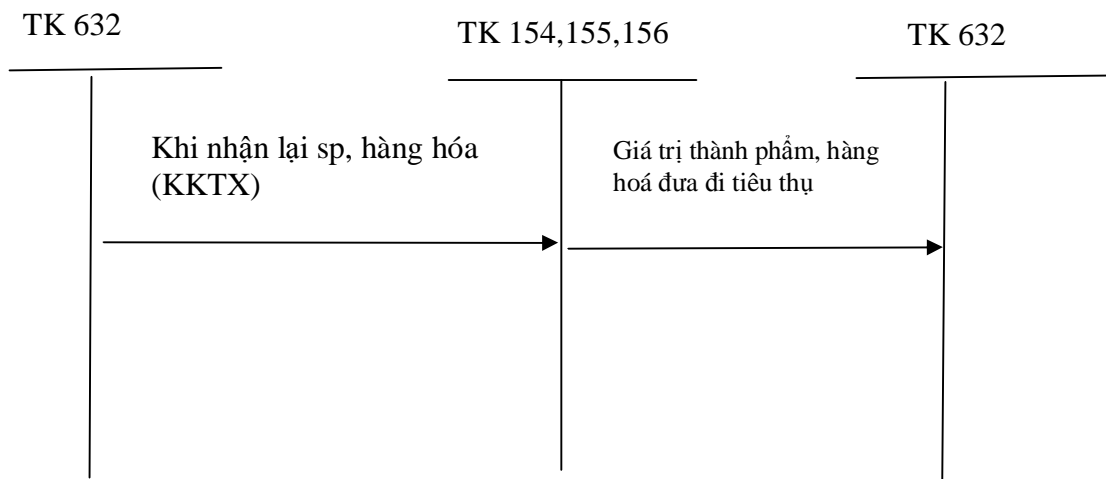 TK 632
TK 154,155,156
TK 632
Khi nhận lại sp, hàng hóa
(KKTX)
Giá trị thành phẩm, hàng
hoá đưa đi tiêu thụ